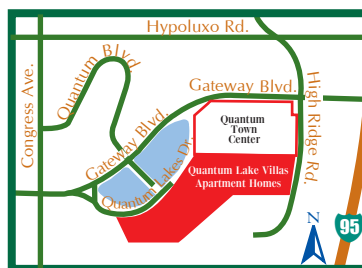 Hypoluxo Rd.
Congress Ave.
Quantum Blvd.
Gateway Blvd.
Gateway Blvd.
High Ridge Rd.
Quantum Lakes Dr.
Quantum
Town
Center
Quantum Lake Villas
Apartment Homes
N
95